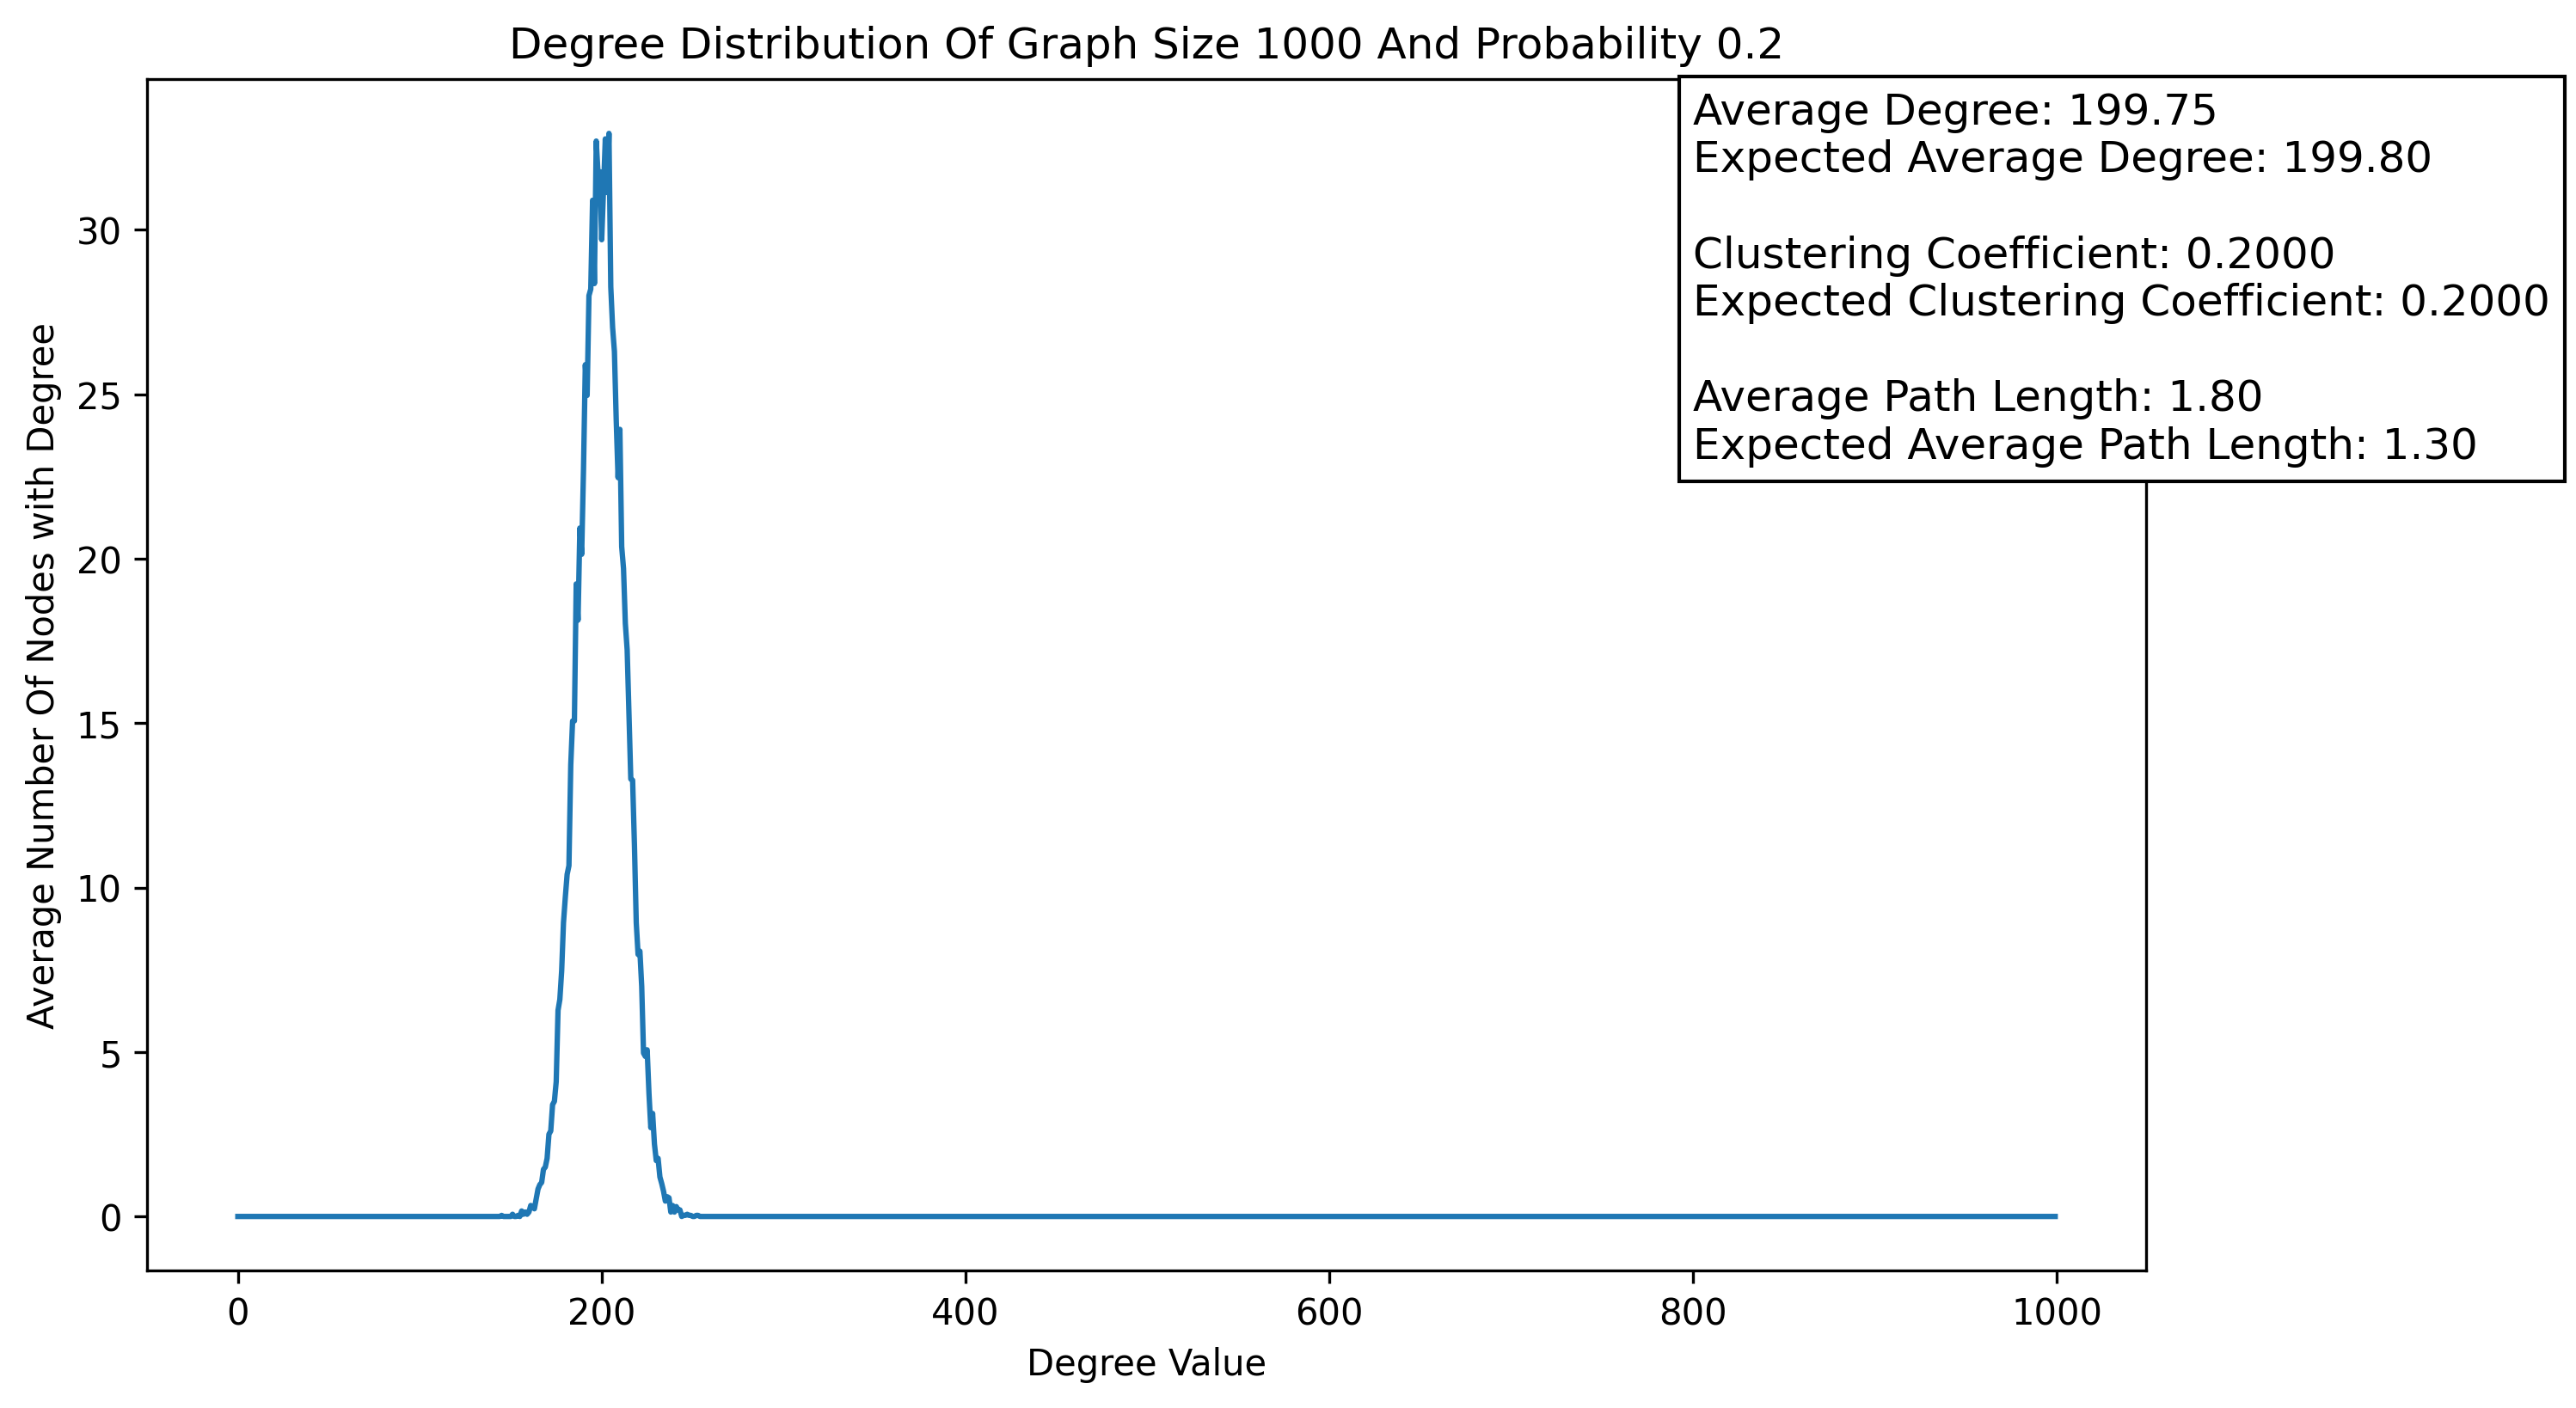 Degree Distribution Of Graph Size 1000 And Probability 0.2
Average Degree: 199.75
Expected Average Degree: 199.80
Clustering Coefficient: 0.2000
Expected Clustering Coefficient: 0.2000
Average Path Length: 1.80
Expected Average Path Length: 1.30
Average Number Of Nodes with Degree
30
25
20
15
10
5
0
0 200 400 600 800 1000
Degree Value